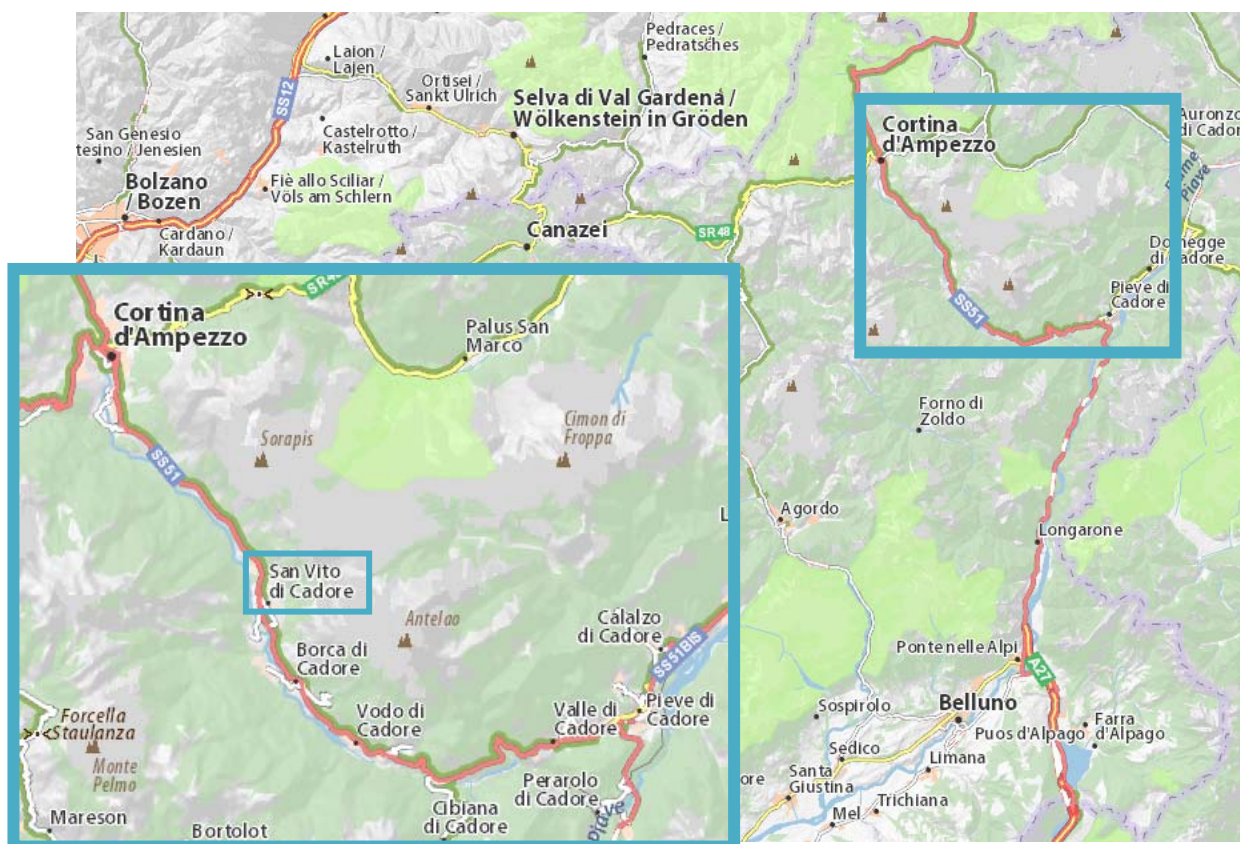 Pedraces /
Pedratsches
Laion /
Lajen
Ortisei /
Sankt Ulrich
SS12
Selva di Val Gardena /
Wölkenstein in Gröden
San Genesio
tesino / Jenesien
Castelrotto /
Kastelruth
Bolzano
/ Bozen
Fiè allo Sciliar /
Völs am Schlern
Cardano /
Kardaun
Canazei
SR48
Cortina
d'Ampezzo
Auronzo
di Cador
Fiume
Piave
Domegge
di Cadore
Pieve di
Cadore
SS51
Forno di
Zoldo
Agordo
Longarone
Ponte nelle Alpi
A27
Sospirolo
Belluno
Puos d'Alpago
Farra
d'Alpago
Sedico
Limana
Santa
Giustina
Trichiana
Mel
ore
Cortina
d'Ampezzo
Palus San
Marco
Sorapis
Cimon di
Froppa
SS51
L
San Vito
di Cadore
Antelao
Calalzo
di Cadore
SS51BIS
Borca di
Cadore
Vodo di
Cadore
Valle di
Cadore
Pieve di
Cadore
Forcella
Staulanza
Monte
Pelmo
Perarolo
di Cadore
Piave
Cibiana
di Cadore
Mareson
Bortolot